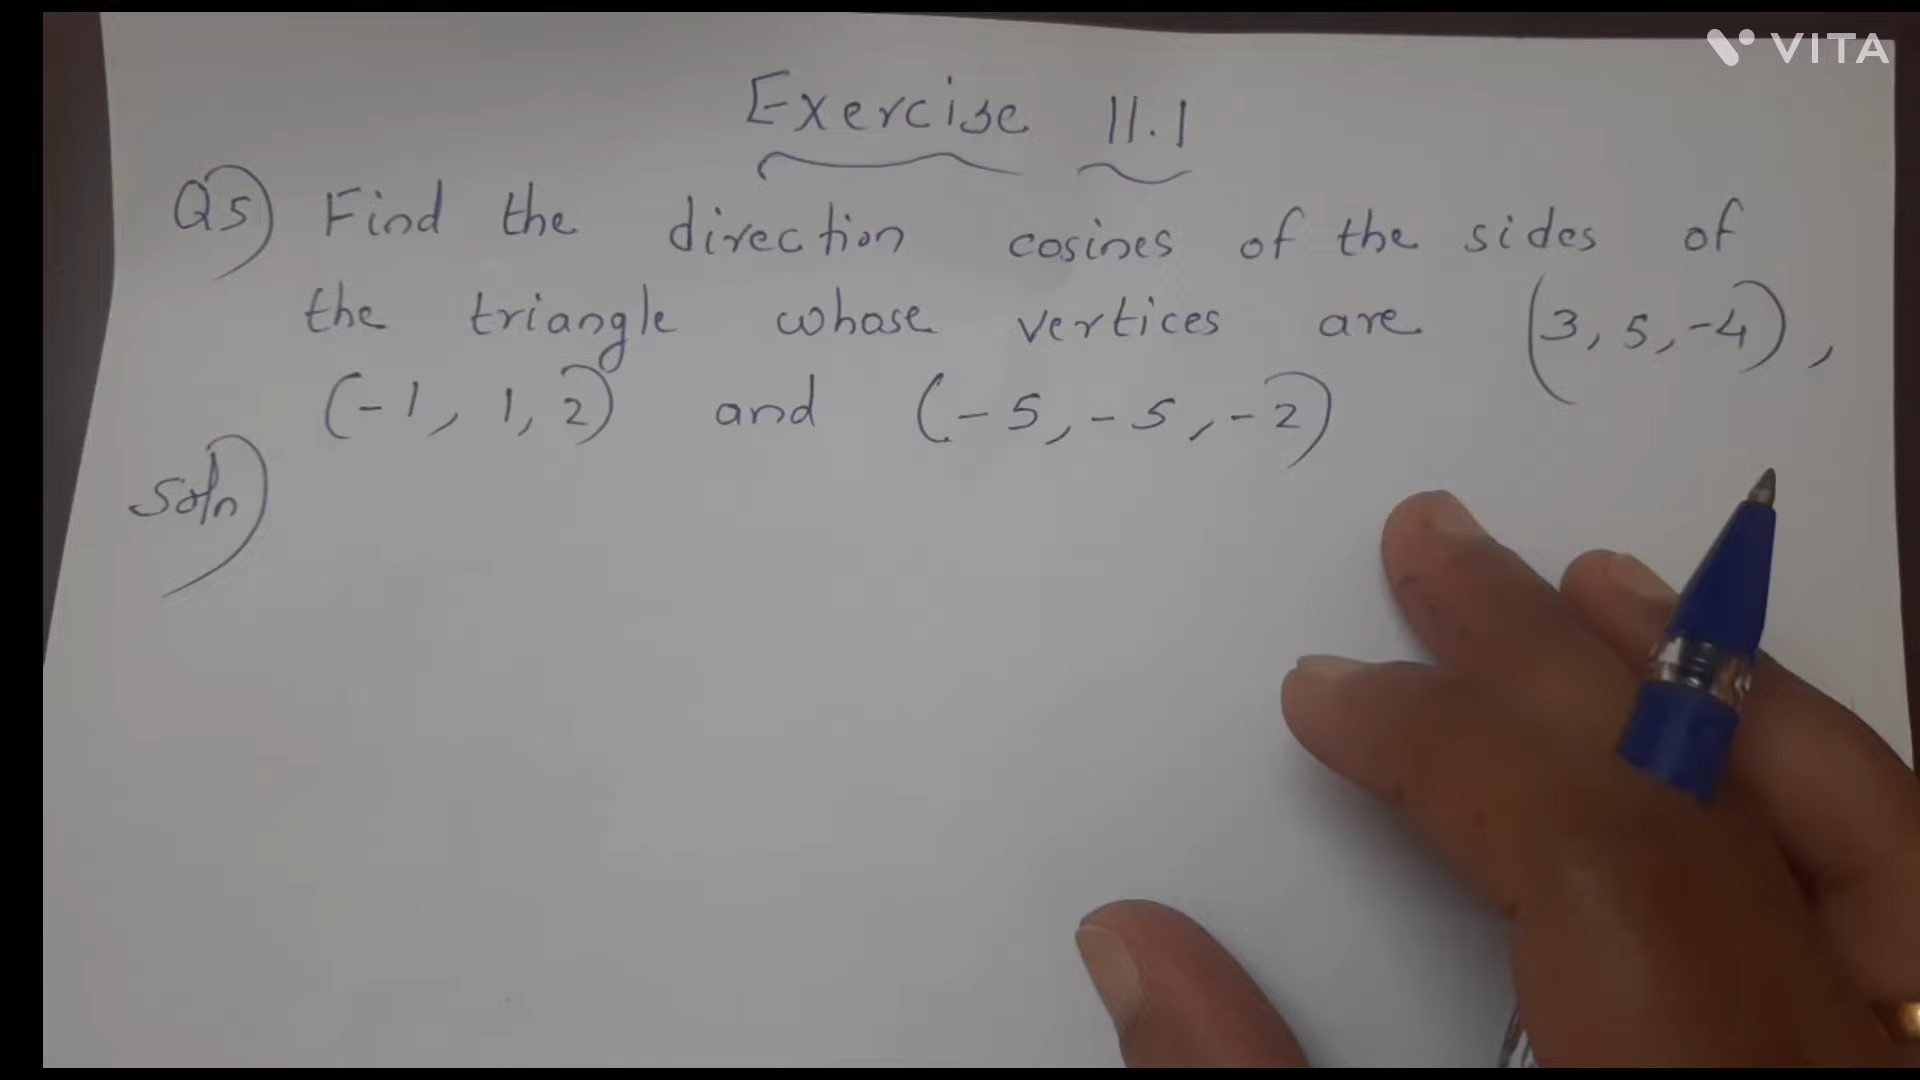 VITA
Exercise 11.1
Q5) Find the direction cosines of the sides of
the triangle whose vertices are (3, 5, -4),
(-1, 1, 2) and (-5, -5, -2)
Soln)